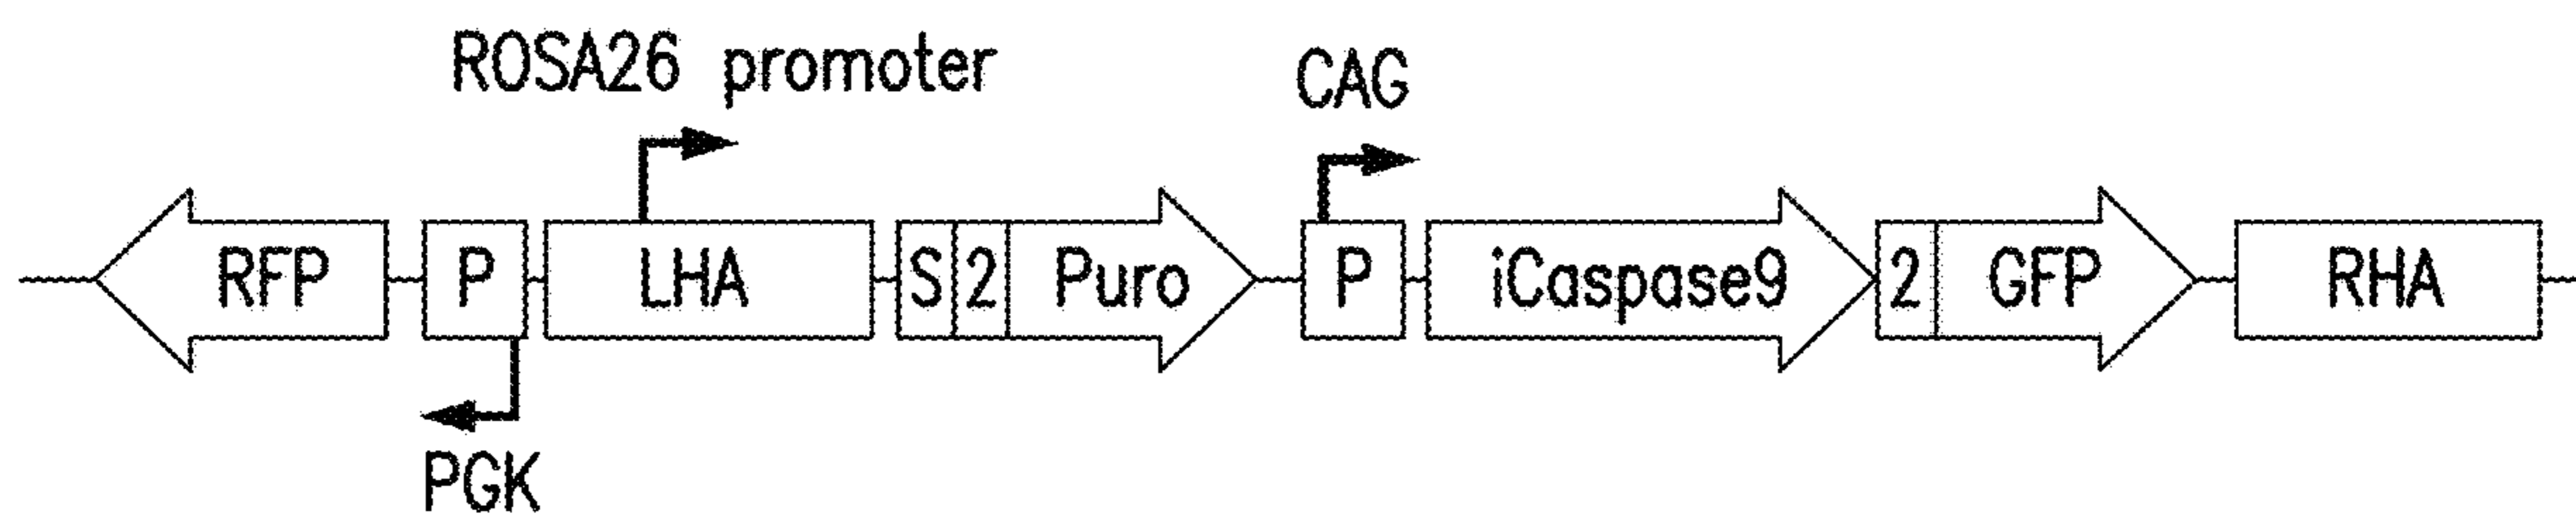 ROSA26 promoter
CAG
RFP P LHA S 2 Puro P iCaspase9 2 GFP RHA
PGK